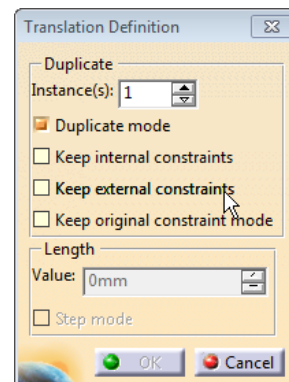 Translation Definition
Duplicate
Instance(s): 1
Duplicate mode
Keep internal constraints
Keep external constraints
Keep original constraint mode
Length
Value: 0mm
Step mode
OK Cancel